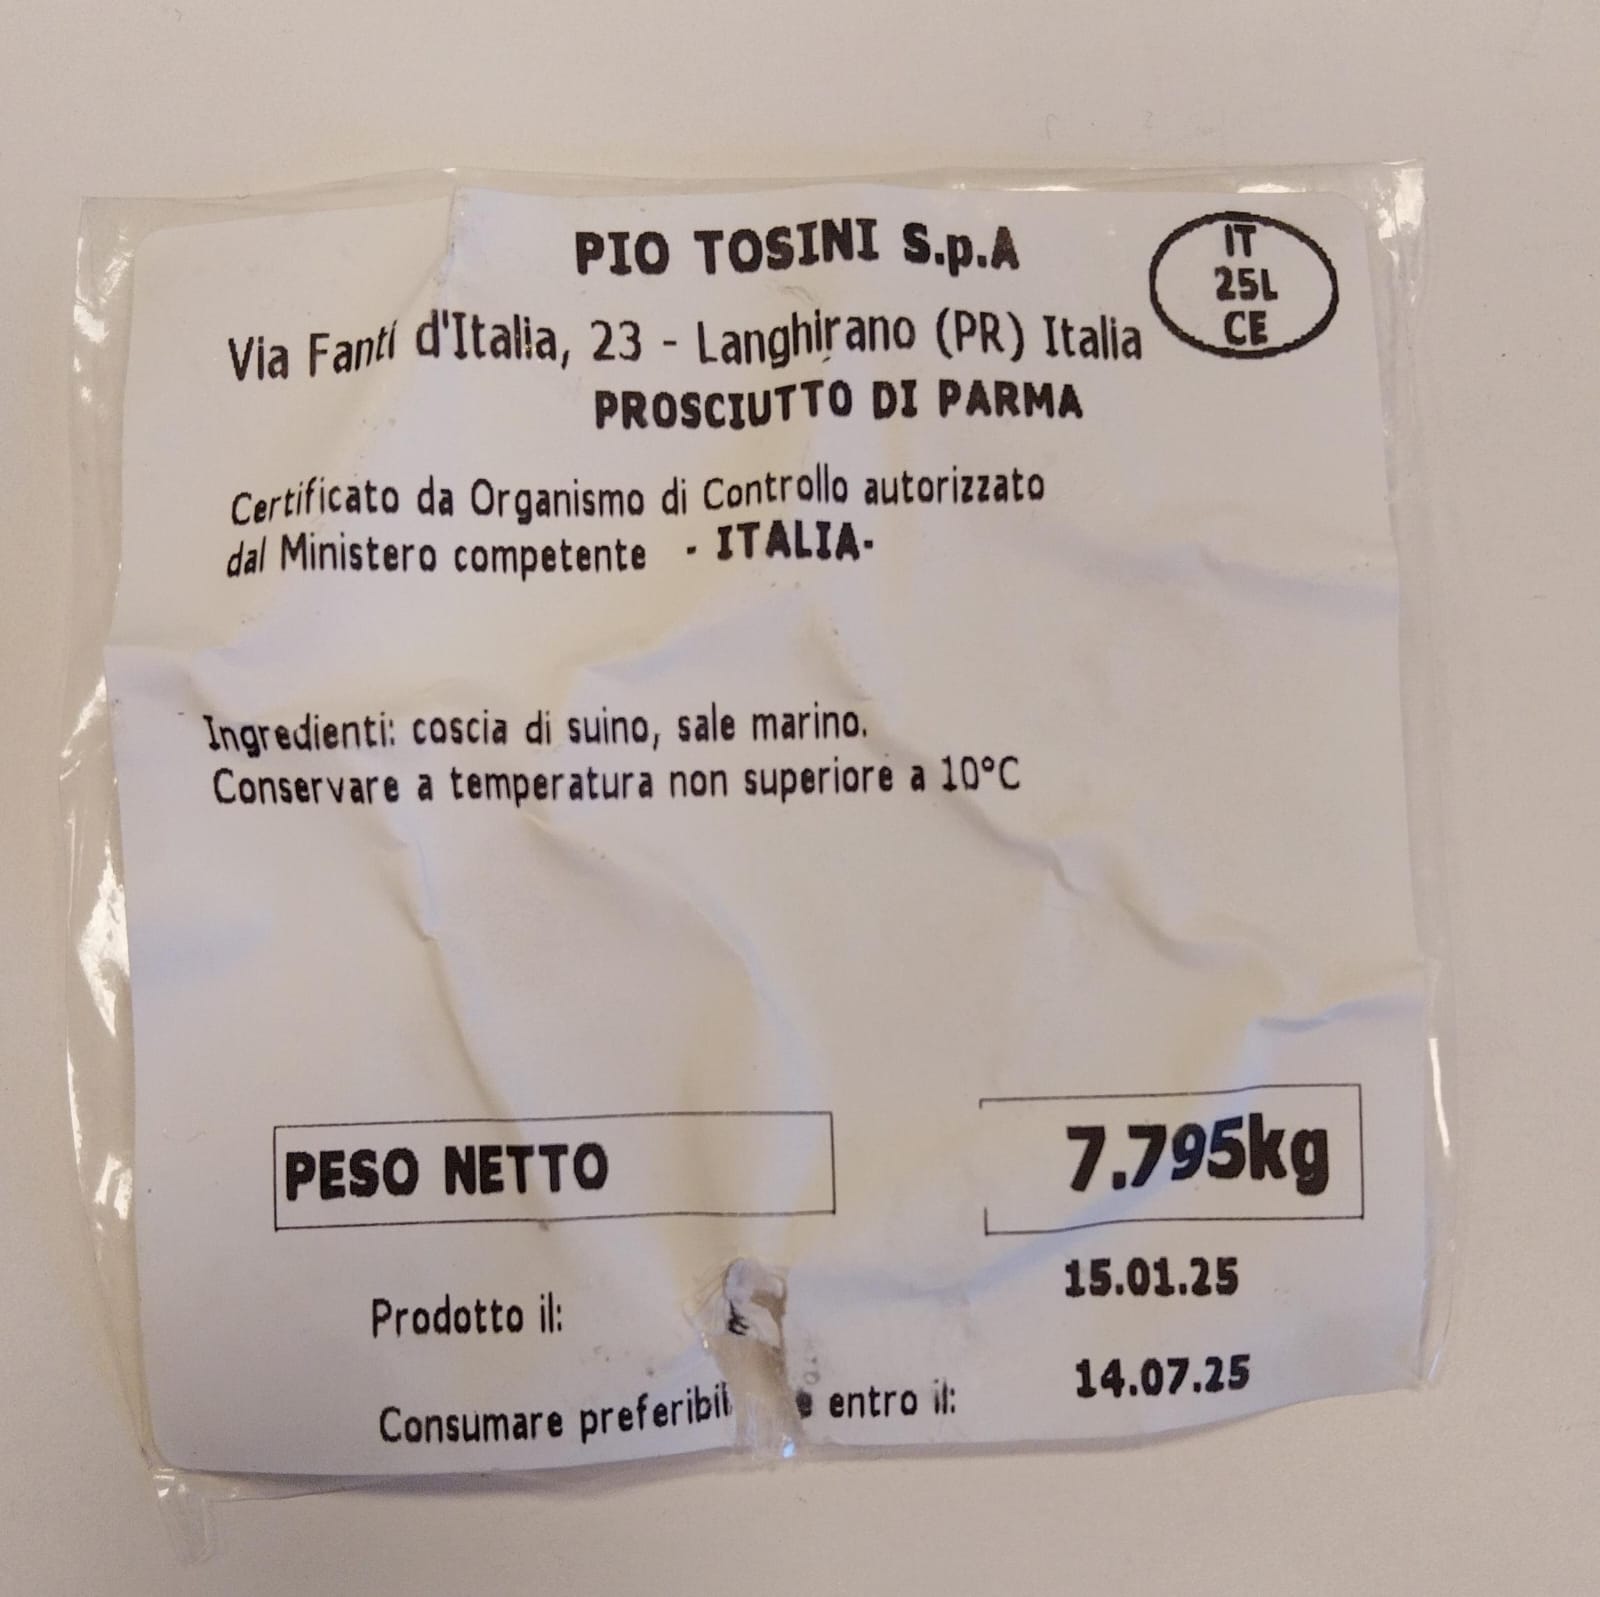 PIO TOSINI S.p.A
IT
25L
CE
Via Fanti d'Italia, 23 - Langhirano (PR) Italia
PROSCIUTTO DI PARMA
Certificato da Organismo di Controllo autorizzato
dal Ministero competente - ITALIA-
Ingredienti: coscia di suino, sale marino.
Conservare a temperatura non superiore a 10°C
PESO NETTO 7.795kg
Prodotto il: 15.01.25
Consumare entro il: 14.07.25